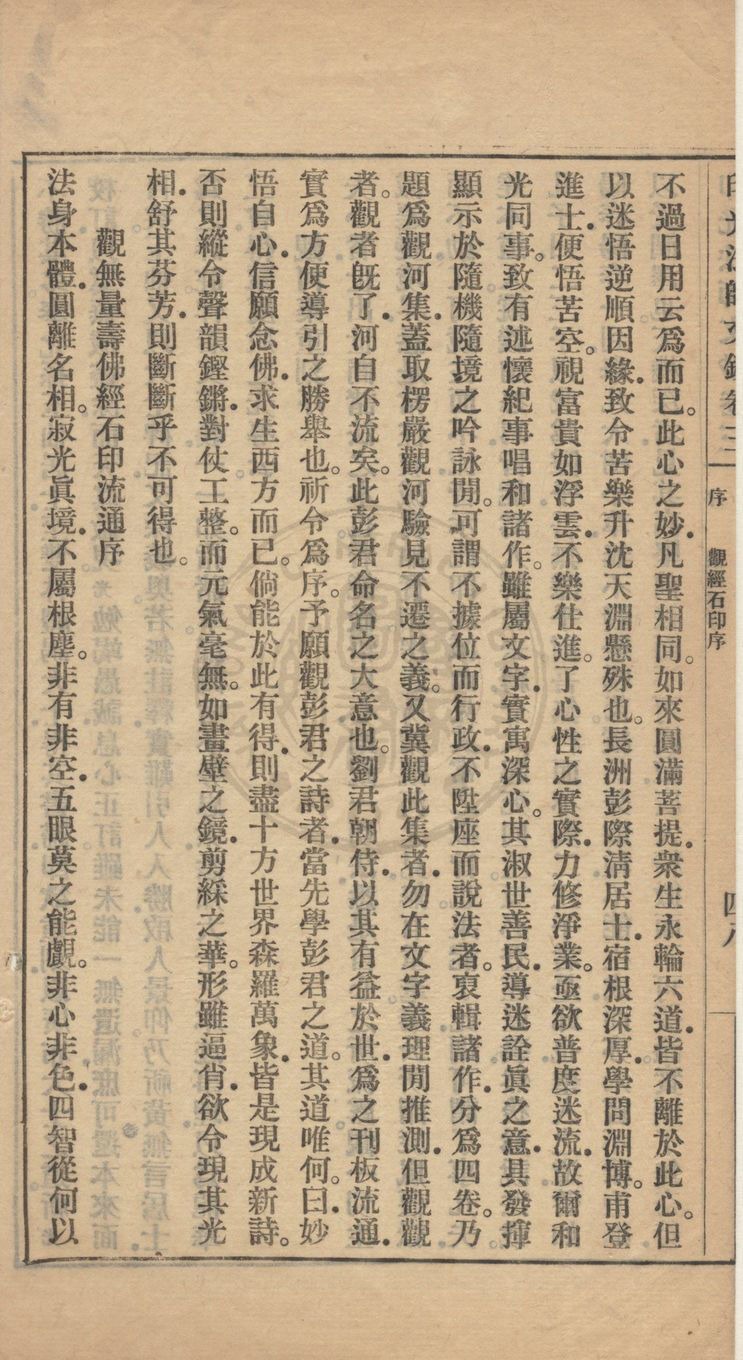 印光法師文鈔卷三 序 觀經石印序 四八
不過日用云爲而已。此心之妙。凡聖相同。如來圓滿菩提。衆生永輪六道。皆不離於此心。但
以迷悟逆順因緣。致令苦樂升沈天淵懸殊也。長洲彭際淸居士。宿根深厚。學問淵博。甫登
進士。便悟苦空。視富貴如浮雲。不樂仕進。了心性之實際。力修淨業。亟欲普度迷流。故爾和
光同事。致有述懷紀事唱和諸作。雖屬文字。實寓深心。其淑世善民。導迷詮眞之意。具發揮
顯示於隨機隨境之吟詠閒。可謂不據位而行政。不陞座而說法者。裒輯諸作。分爲四卷。乃
題爲觀河集。蓋取楞嚴觀河驗見不遷之義。又冀觀此集者。勿在文字義理閒推測。但觀觀
者。觀者旣了。河自不流矣。此彭君命名之大意也。劉君朝侍。以其有益於世。爲之刊板流通。
實爲方便導引之勝舉也。祈令爲序。予願觀彭君之詩者。當先學彭君之道。其道唯何。曰。妙
悟自心。信願念佛。求生西方而已。倘能於此有得。則盡十方世界森羅萬象。皆是現成新詩。
否則縱令聲韻鏗鏘。對仗工整。而元氣毫無。如畫壁之鏡。剪綵之華。形雖逼肖。欲令現其光
相。舒其芬芳。則斷斷乎不可得也。
觀無量壽佛經石印流通序
法身本體。圓離名相。寂光眞境。不屬根塵。非有非空。五眼莫之能覷。非心非色。四智從何以